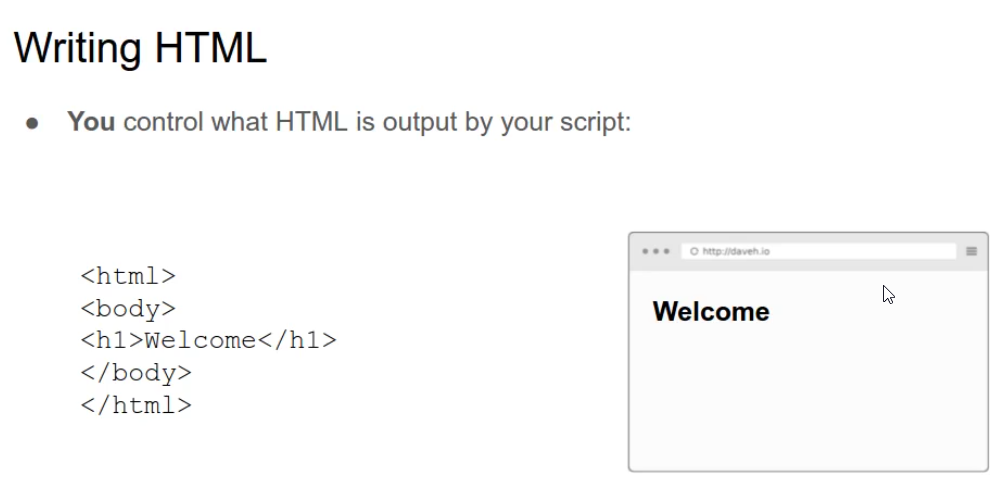 Writing HTML
● You control what HTML is output by your script:
<html>
<body>
<h1>Welcome</h1>
</body>
</html>
http://daveh.io
Welcome